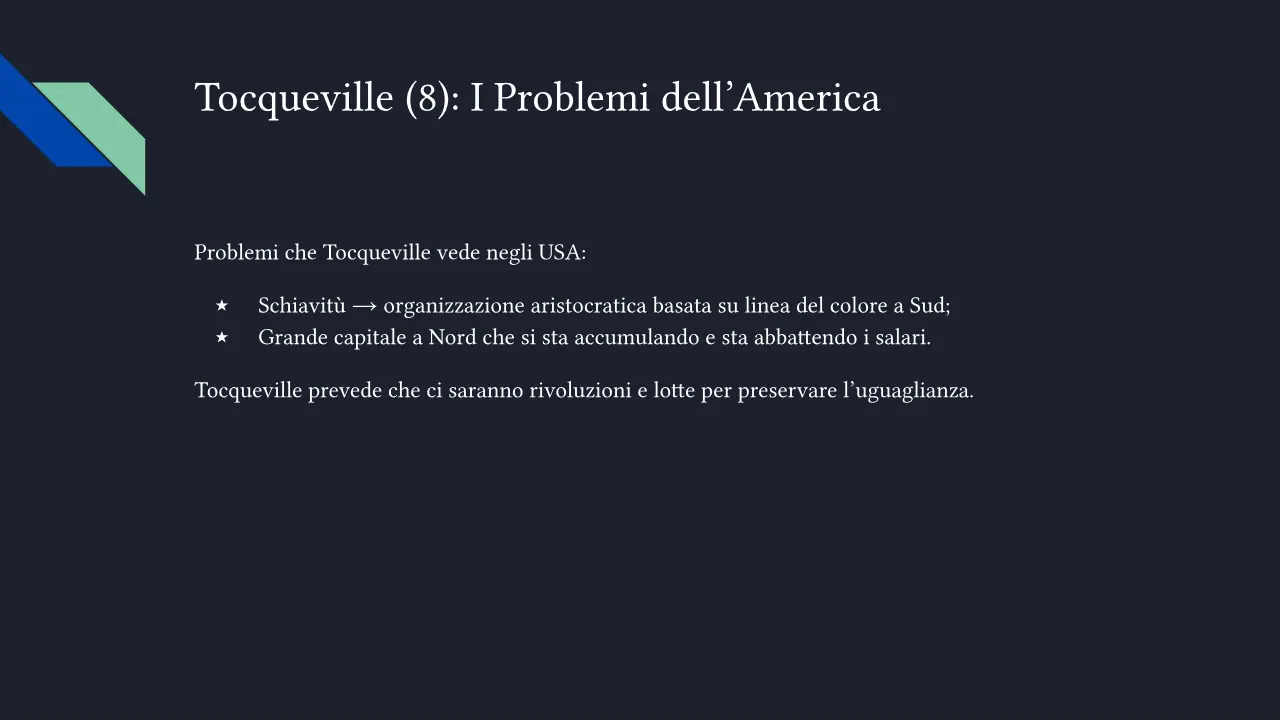 Tocqueville (8): I Problemi dell’America
Problemi che Tocqueville vede negli USA:
★ Schiavitù ⟶ organizzazione aristocratica basata su linea del colore a Sud;
★ Grande capitale a Nord che si sta accumulando e sta abbattendo i salari.
Tocqueville prevede che ci saranno rivoluzioni e lotte per preservare l’uguaglianza.